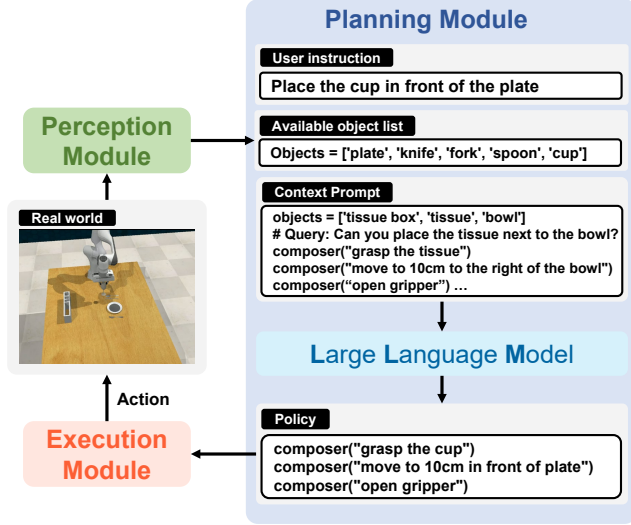 Planning Module
User instruction
Place the cup in front of the plate
Perception
Module
Available object list
Objects = ['plate', 'knife', 'fork', 'spoon', 'cup']
Context Prompt
objects = ['tissue box', 'tissue', 'bowl']
# Query: Can you place the tissue next to the bowl?
composer("grasp the tissue")
composer("move to 10cm to the right of the bowl")
composer(“open gripper”) ...
Real world
Large Language Model
Action
Execution
Module
Policy
composer("grasp the cup")
composer("move to 10cm in front of plate")
composer("open gripper")